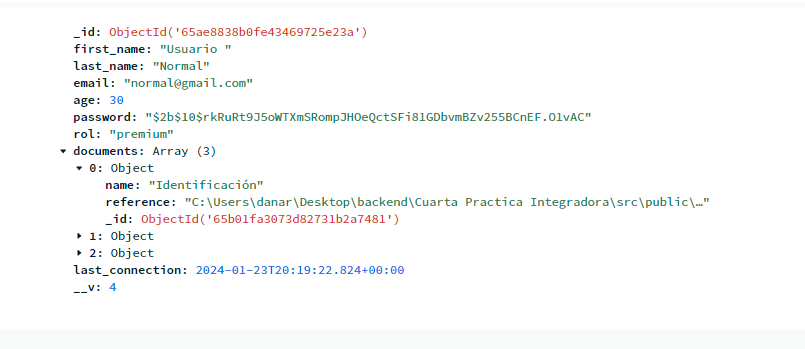 _id: ObjectId('65ae8838b0fe43469725e23a')
first_name: "Usuario "
last_name: "Normal"
email: "normal@gmail.com"
age: 30
password: "$2b$10$rkRuRt9J5oWTXmSRompJHOeQctSFi81GDbvmBZv255BCnEF.O1vAC"
rol: "premium"
documents: Array (3)
0: Object
name: "Identificación"
reference: "C:\Users\danar\Desktop\backend\Cuarta Practica Integradora\src\public\…"
_id: ObjectId('65b01fa3073d82731b2a7481')
1: Object
2: Object
last_connection: 2024-01-23T20:19:22.824+00:00
__v: 4